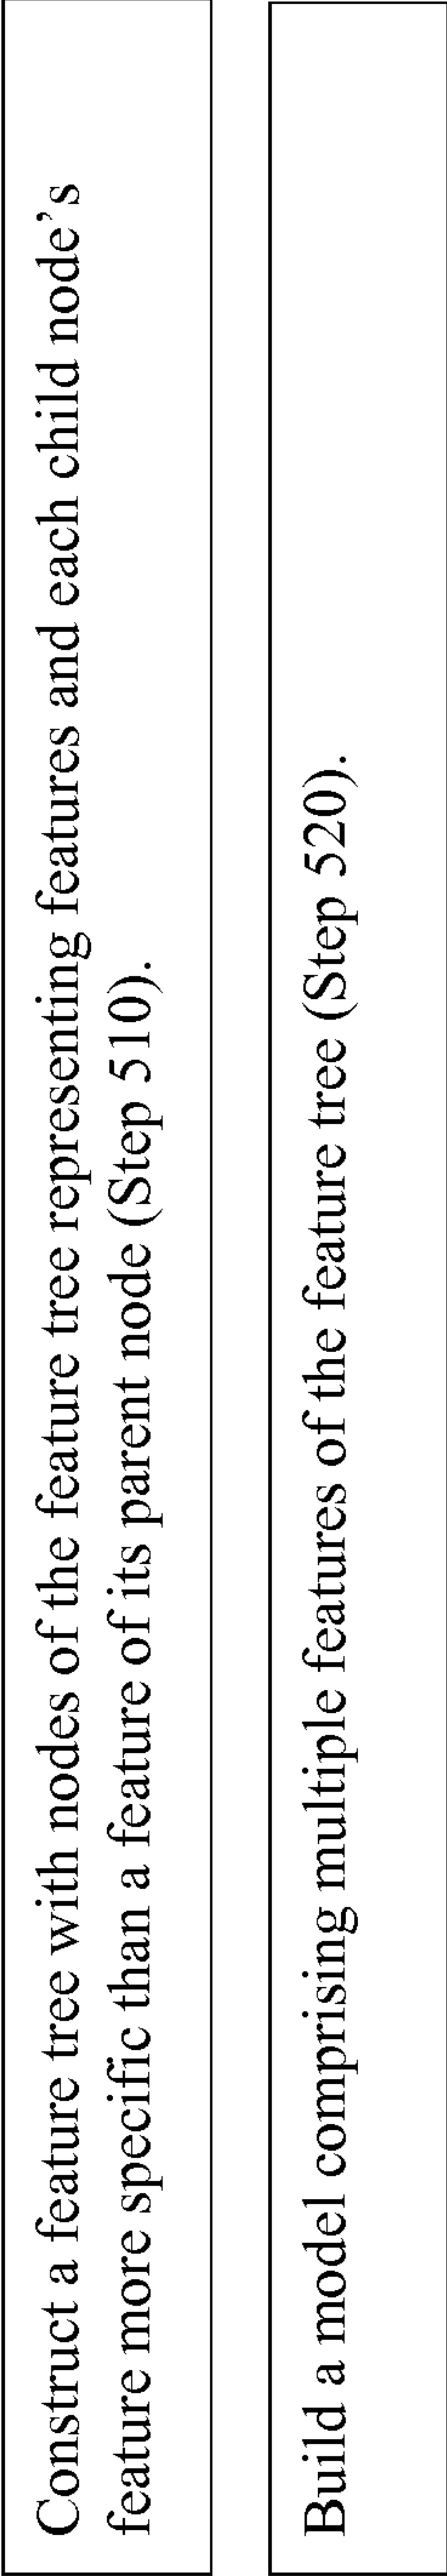 Construct a feature tree with nodes of the feature tree representing features and each child node's
feature more specific than a feature of its parent node (Step 510).
Build a model comprising multiple features of the feature tree (Step 520).